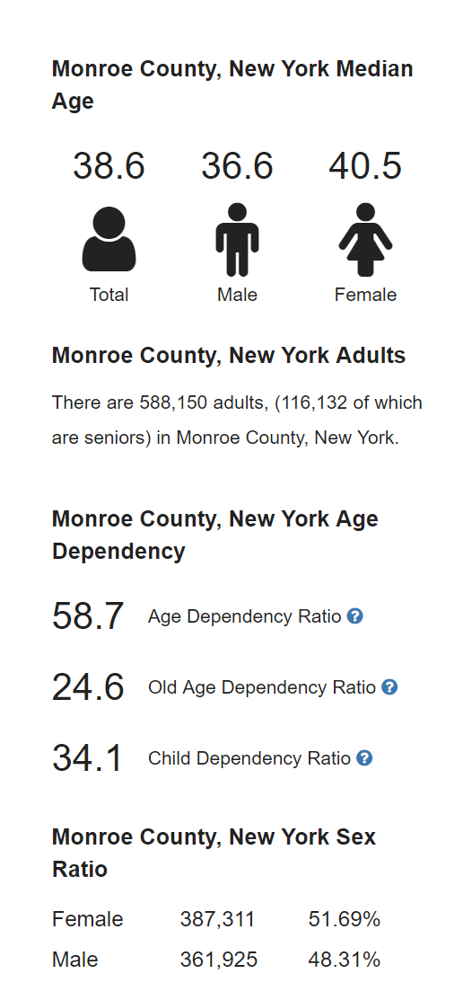 Monroe County, New York Median
Age
38.6 36.6 40.5
Total Male Female
Monroe County, New York Adults
There are 588,150 adults, (116,132 of which
are seniors) in Monroe County, New York.
Monroe County, New York Age
Dependency
58.7 Age Dependency Ratio ?
24.6 Old Age Dependency Ratio ?
34.1 Child Dependency Ratio ?
Monroe County, New York Sex
Ratio
Female 387,311 51.69%
Male 361,925 48.31%